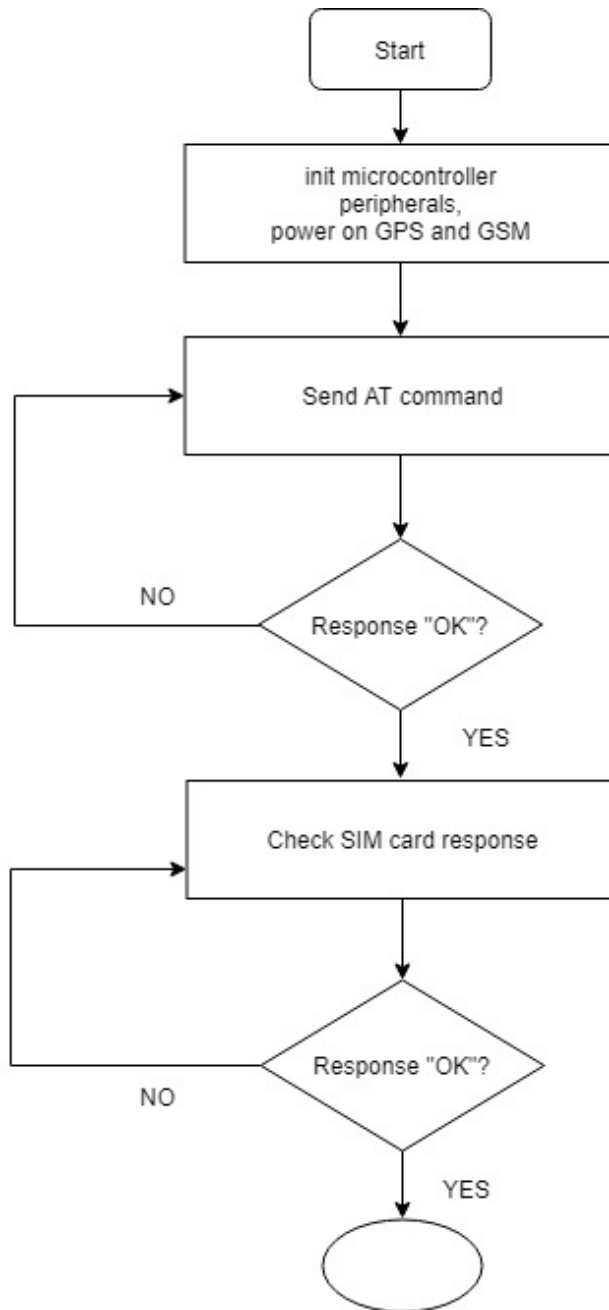 Start
init microcontroller
peripherals,
power on GPS and GSM
Send AT command
Response "OK"?
NO
YES
Check SIM card response
Response "OK"?
NO
YES